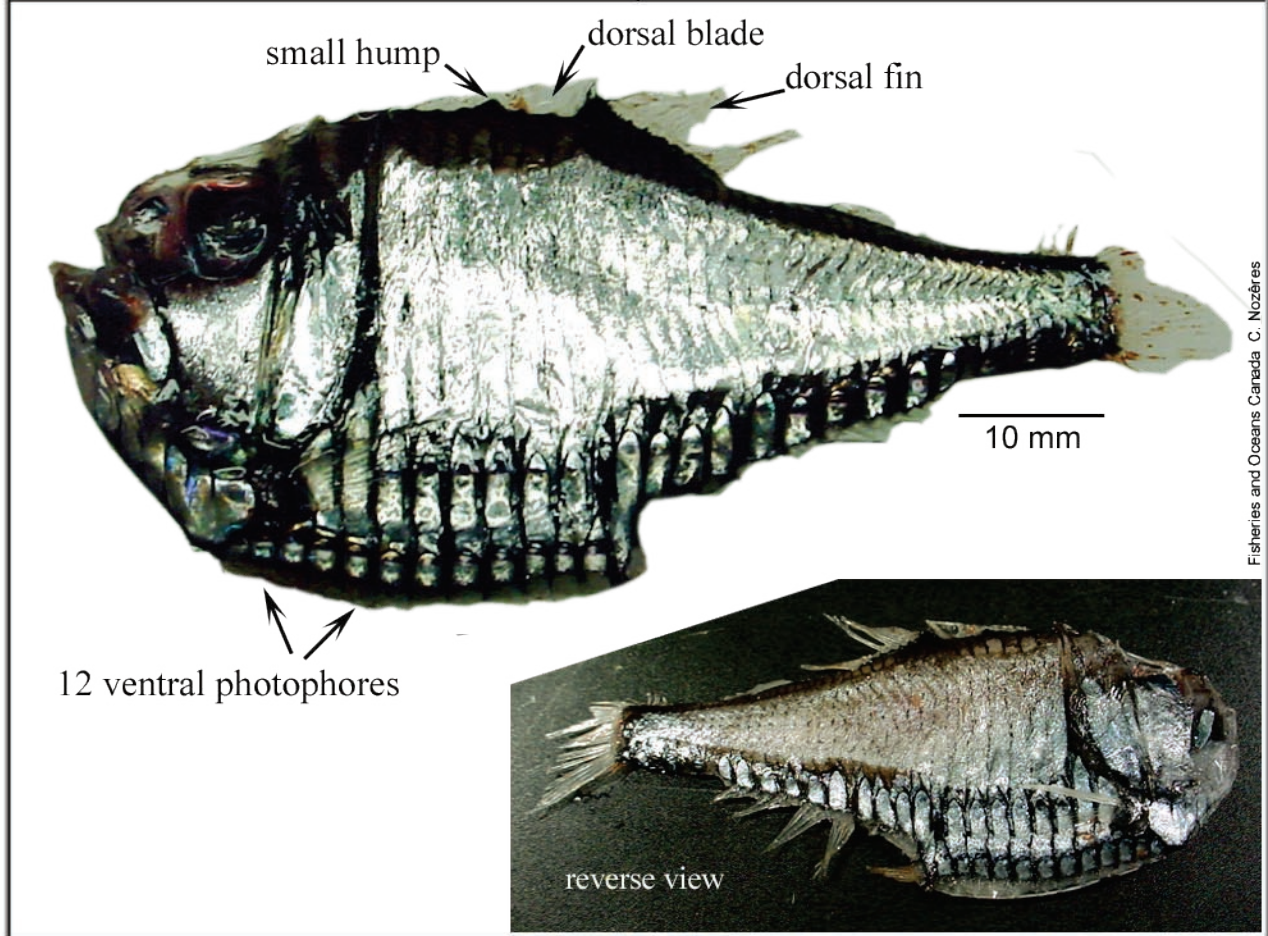 small hump
dorsal blade
dorsal fin
10 mm
12 ventral photophores
reverse view
Fisheries and Oceans Canada C. Nozères